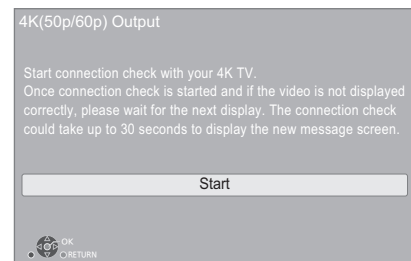 4K(50p/60p) Output
Start connection check with your 4K TV.
Once connection check is started and if the video is not displayed
correctly, please wait for the next display. The connection check
could take up to 30 seconds to display the new message screen.
Start
OK
RETURN